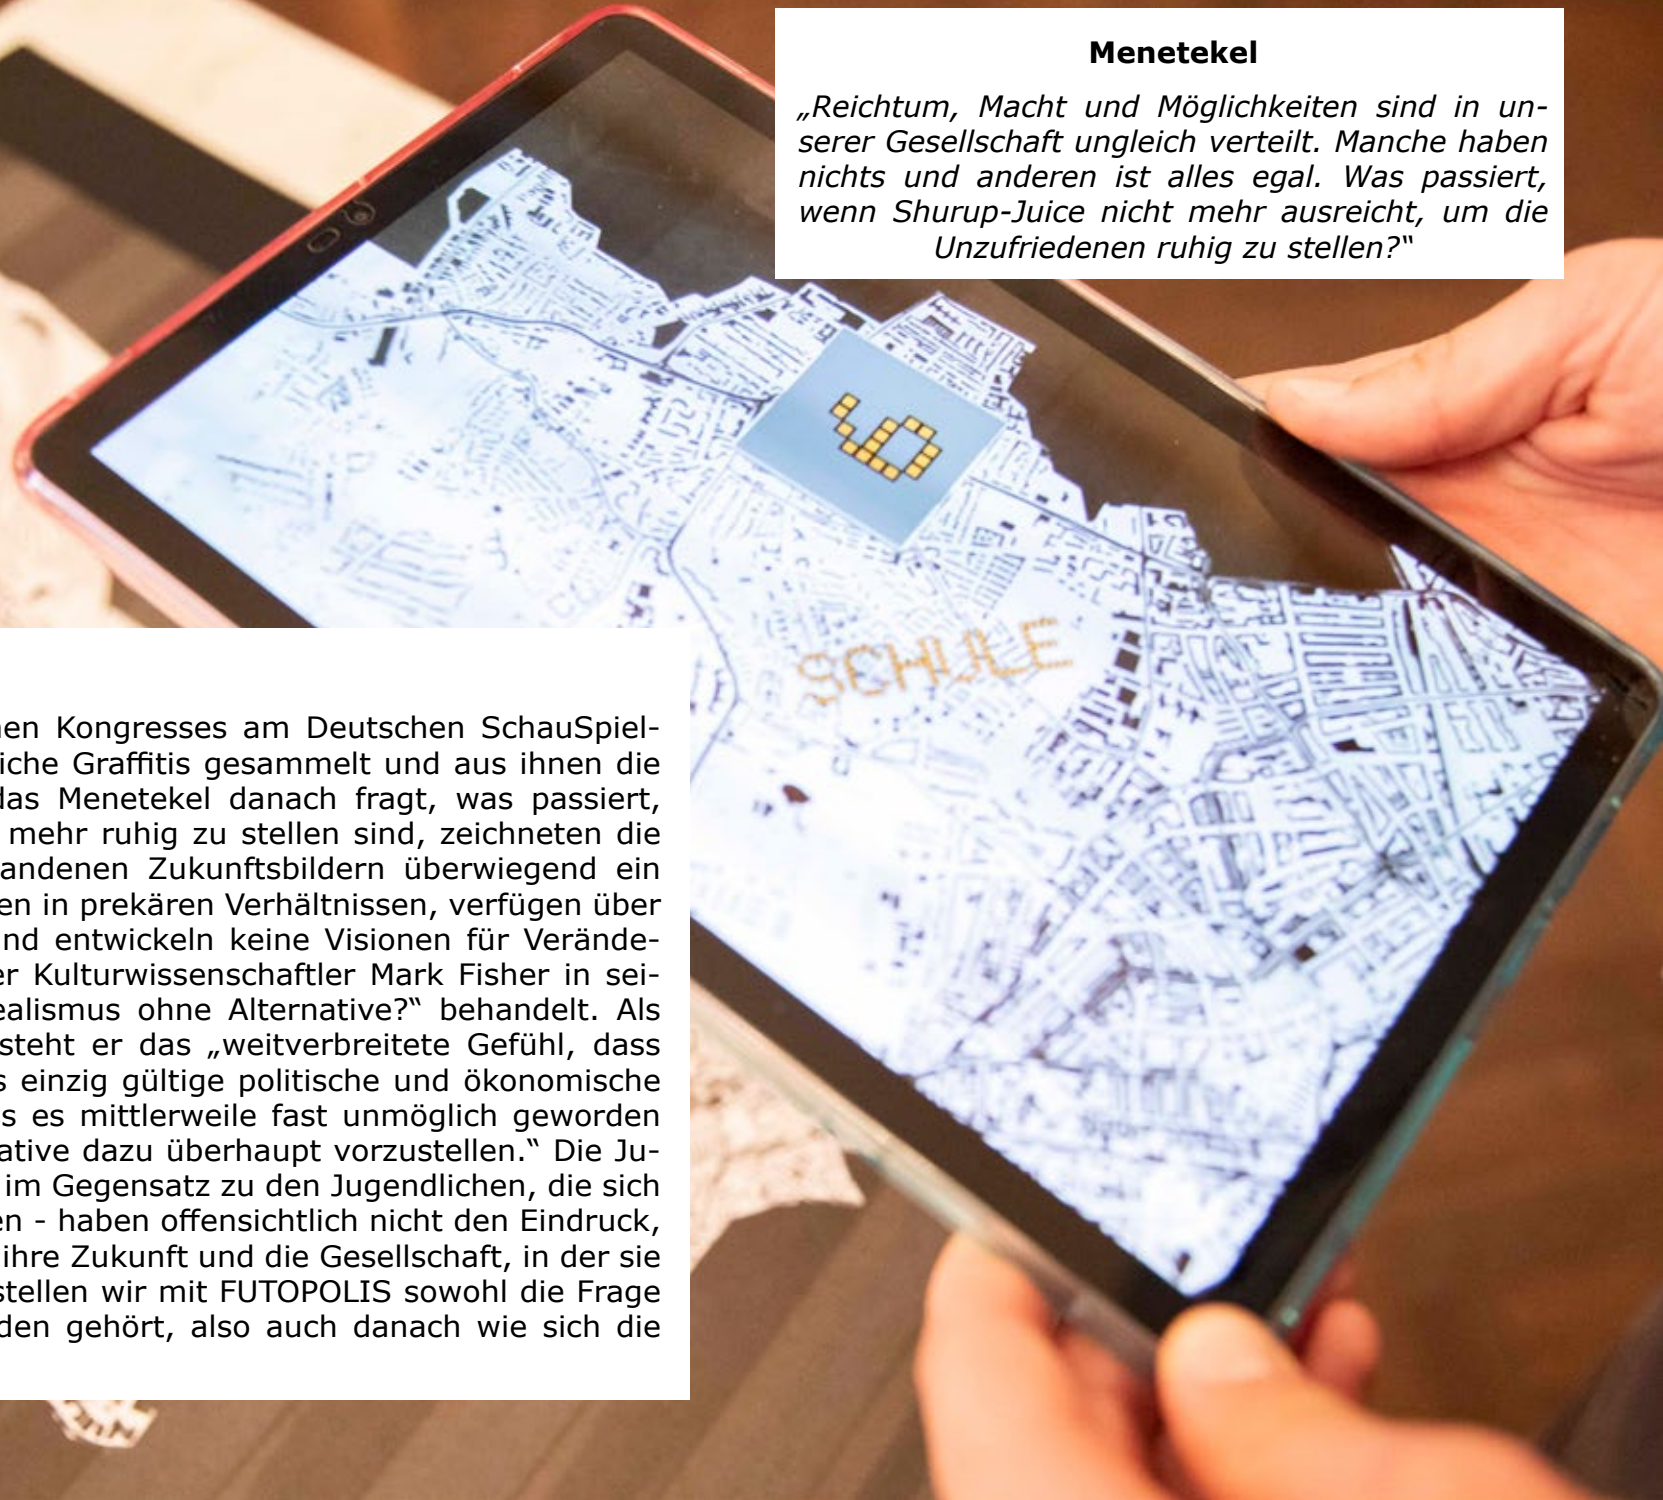 Menetekel
„Reichtum, Macht und Möglichkeiten sind in un-
serer Gesellschaft ungleich verteilt. Manche haben
nichts und anderen ist alles egal. Was passiert,
wenn Shurup-Juice nicht mehr ausreicht, um die
Unzufriedenen ruhig zu stellen?“
6
SCHULE
hen Kongresses am Deutschen SchauSpiel-
liche Graffitis gesammelt und aus ihnen die
das Menetekel danach fragt, was passiert,
mehr ruhig zu stellen sind, zeichneten die
andenen Zukunftsbildern überwiegend ein
en in prekären Verhältnissen, verfügen über
nd entwickeln keine Visionen für Verände-
er Kulturwissenschaftler Mark Fisher in sei-
ealismus ohne Alternative?“ behandelt. Als
steht er das „weitverbreitete Gefühl, dass
s einzig gültige politische und ökonomische
s es mittlerweile fast unmöglich geworden
ative dazu überhaupt vorzustellen.“ Die Ju-
im Gegensatz zu den Jugendlichen, die sich
en - haben offensichtlich nicht den Eindruck,
ihre Zukunft und die Gesellschaft, in der sie
stellen wir mit FUTOPOLIS sowohl die Frage
den gehört, also auch danach wie sich die